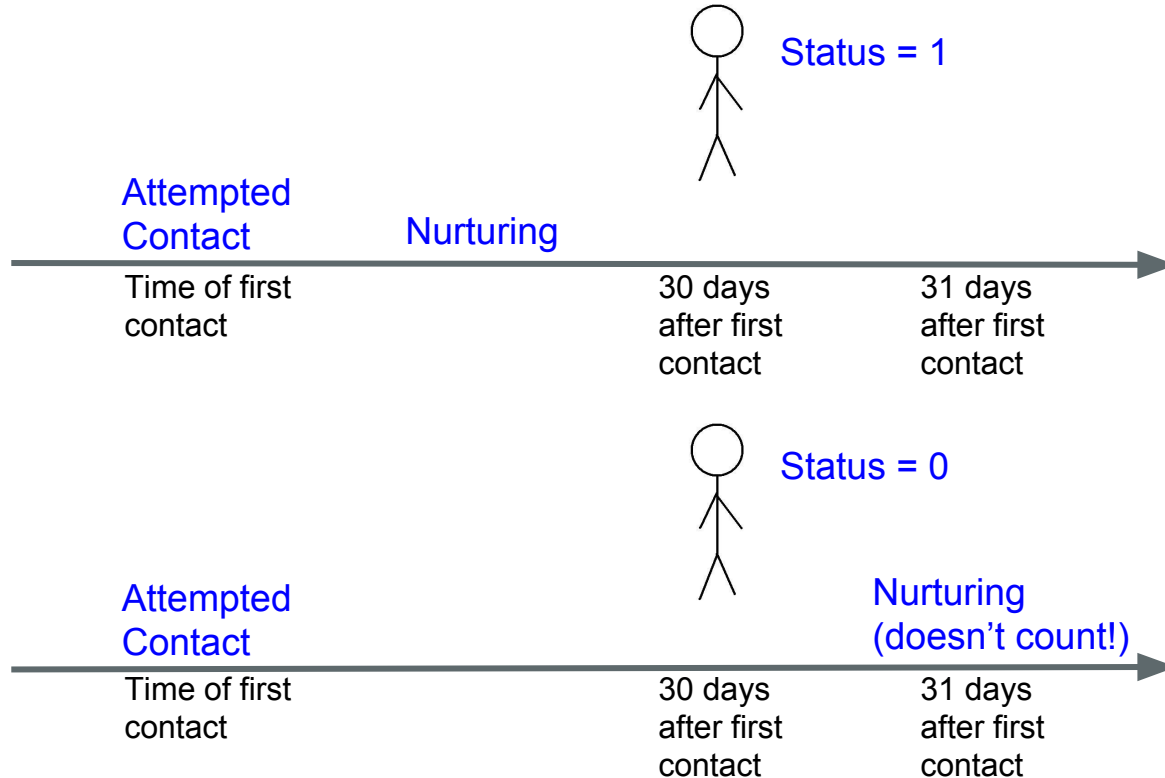 Status = 1
Attempted
Contact
Nurturing
Time of first
contact
30 days
after first
contact
31 days
after first
contact
Status = 0
Attempted
Contact
Nurturing
(doesn't count!)
Time of first
contact
30 days
after first
contact
31 days
after first
contact